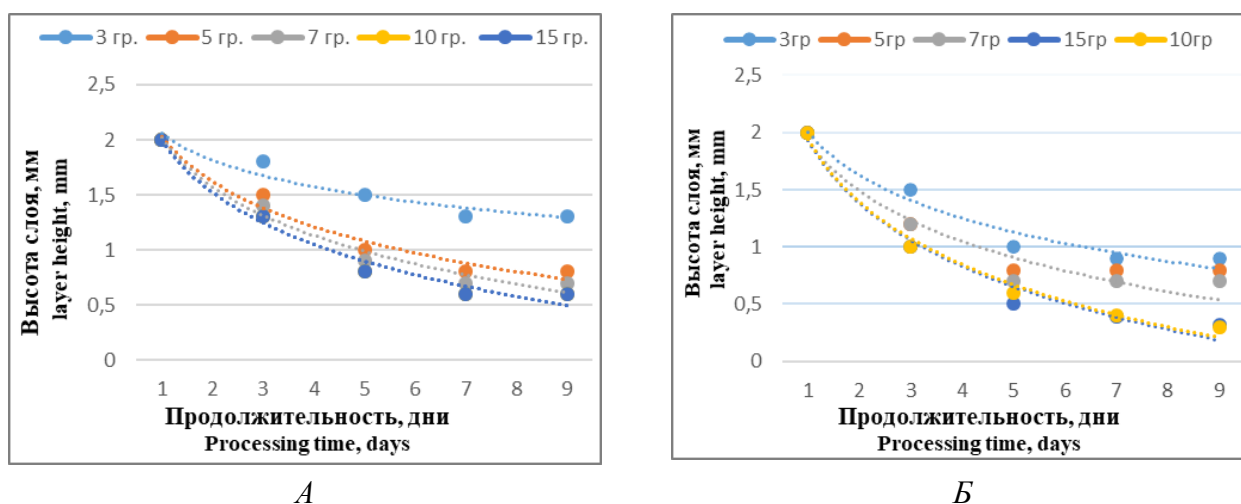 3 гр. 5 гр. 7 гр. 10 гр. 15 гр.
2,5
2
1,5
1
0,5
0
Высота слоя, мм
layer height, mm
1 2 3 4 5 6 7 8 9
Продолжительность, дни
Processing time, days
А
3гр 5гр 7гр 15гр 10гр
2,5
2
1,5
1
0,5
0
Высота слоя, мм
layer height, mm
1 2 3 4 5 6 7 8 9
Продолжительность, дни
Processing time, days
Б